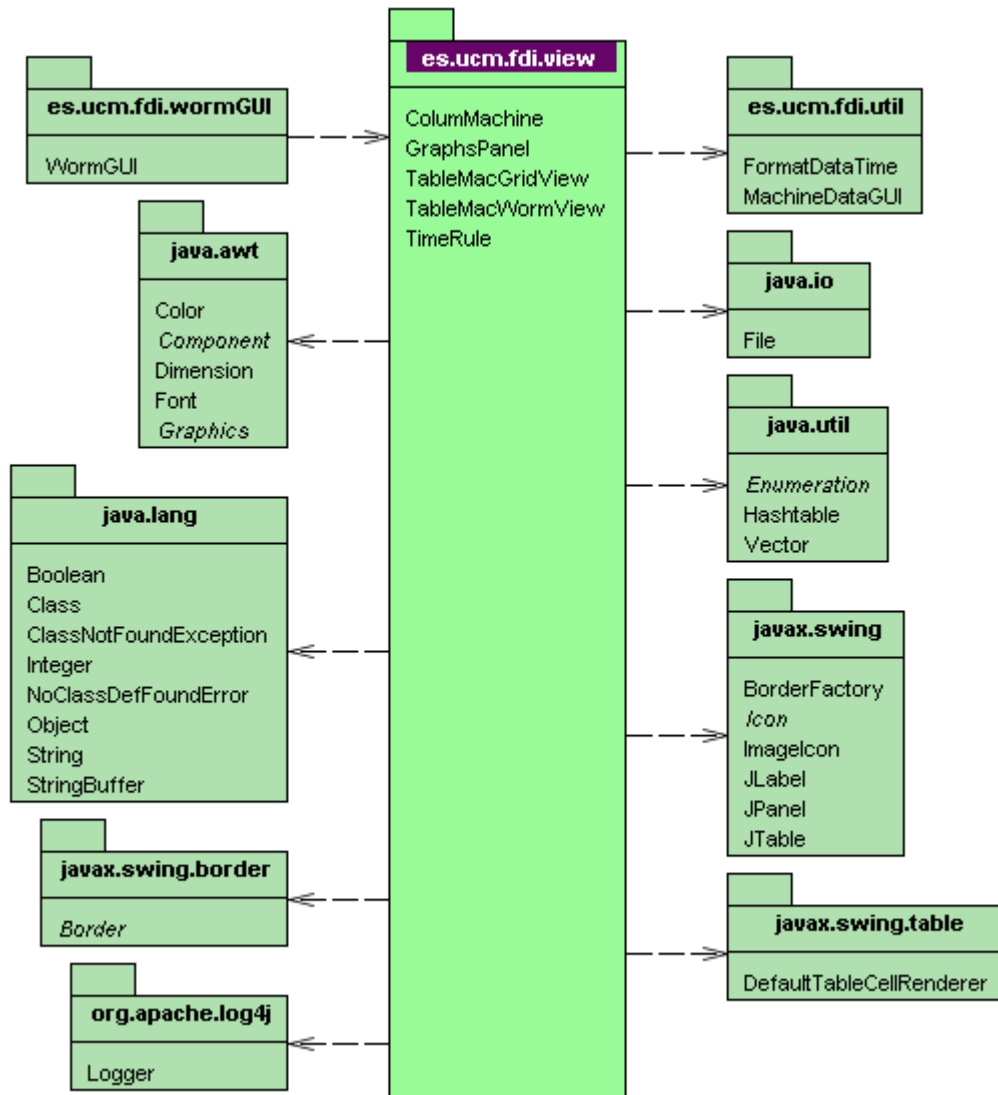 es.ucm.fdi.view
ColumMachine
GraphsPanel
TableMacGridView
TableMacWormView
TimeRule
es.ucm.fdi.wormGUI
WormGUI
java.awt
Color
Component
Dimension
Font
Graphics
java.lang
Boolean
Class
ClassNotFoundException
Integer
NoClassDefFoundError
Object
String
StringBuffer
javax.swing.border
Border
org.apache.log4j
Logger
es.ucm.fdi.util
FormatDataTime
MachineDataGUI
java.io
File
java.util
Enumeration
Hashtable
Vector
javax.swing
BorderFactory
Icon
ImageIcon
JLabel
JPanel
JTable
javax.swing.table
DefaultTableCellRenderer